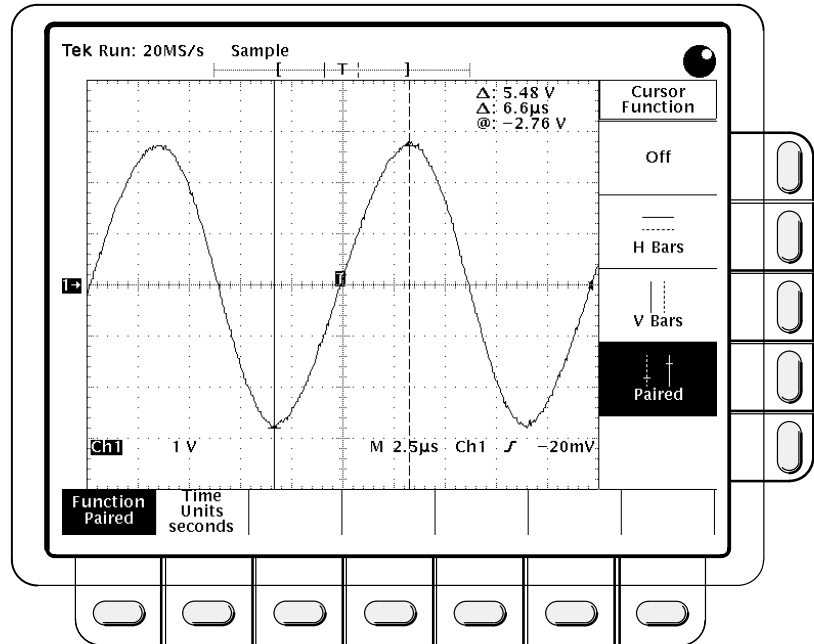 Tek Run: 20MS/s Sample
[ T ]
Δ: 5.48 V
Δ: 6.6µs
@: −2.76 V
Cursor
Function
Off
H Bars
V Bars
Paired
1→
T
Ch1 1 V M 2.5µs Ch1 ∫ −20mV
Function
Paired
Time
Units
seconds